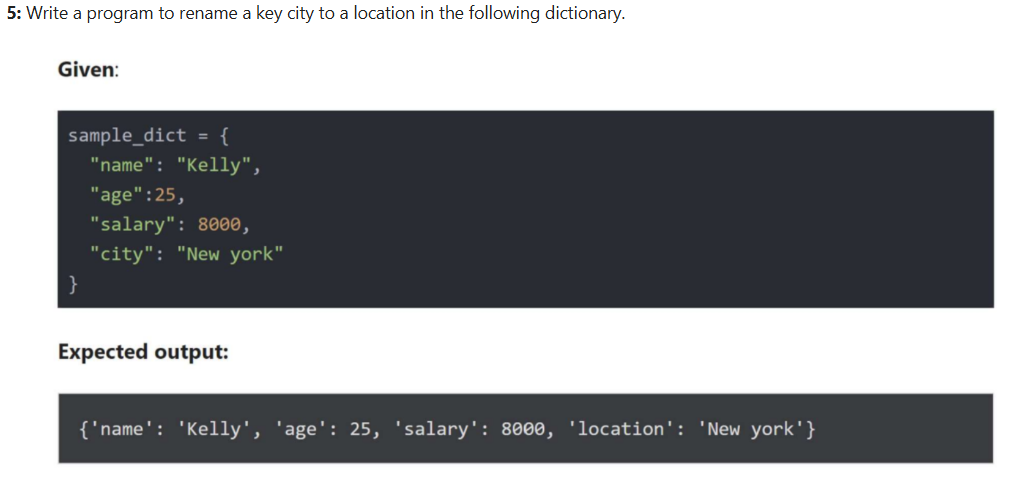 5: Write a program to rename a key city to a location in the following dictionary.
Given:
sample_dict = {
"name": "Kelly",
"age":25,
"salary": 8000,
"city": "New york"
}
Expected output:
{'name': 'Kelly', 'age': 25, 'salary': 8000, 'location': 'New york'}